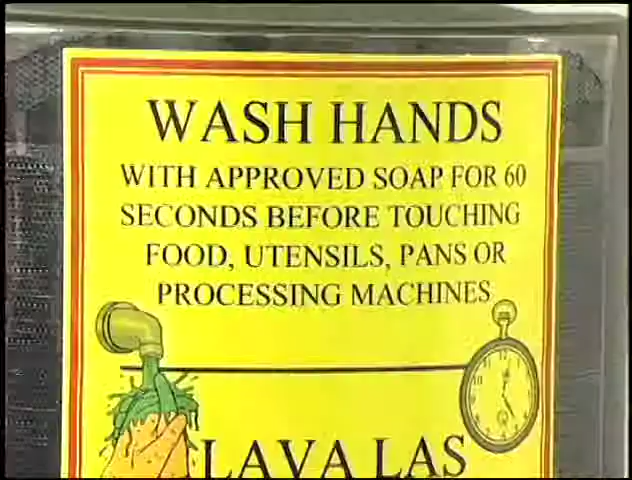 WASH HANDS
WITH APPROVED SOAP FOR 60
SECONDS BEFORE TOUCHING
FOOD, UTENSILS, PANS OR
PROCESSING MACHINES
LAVA LAS